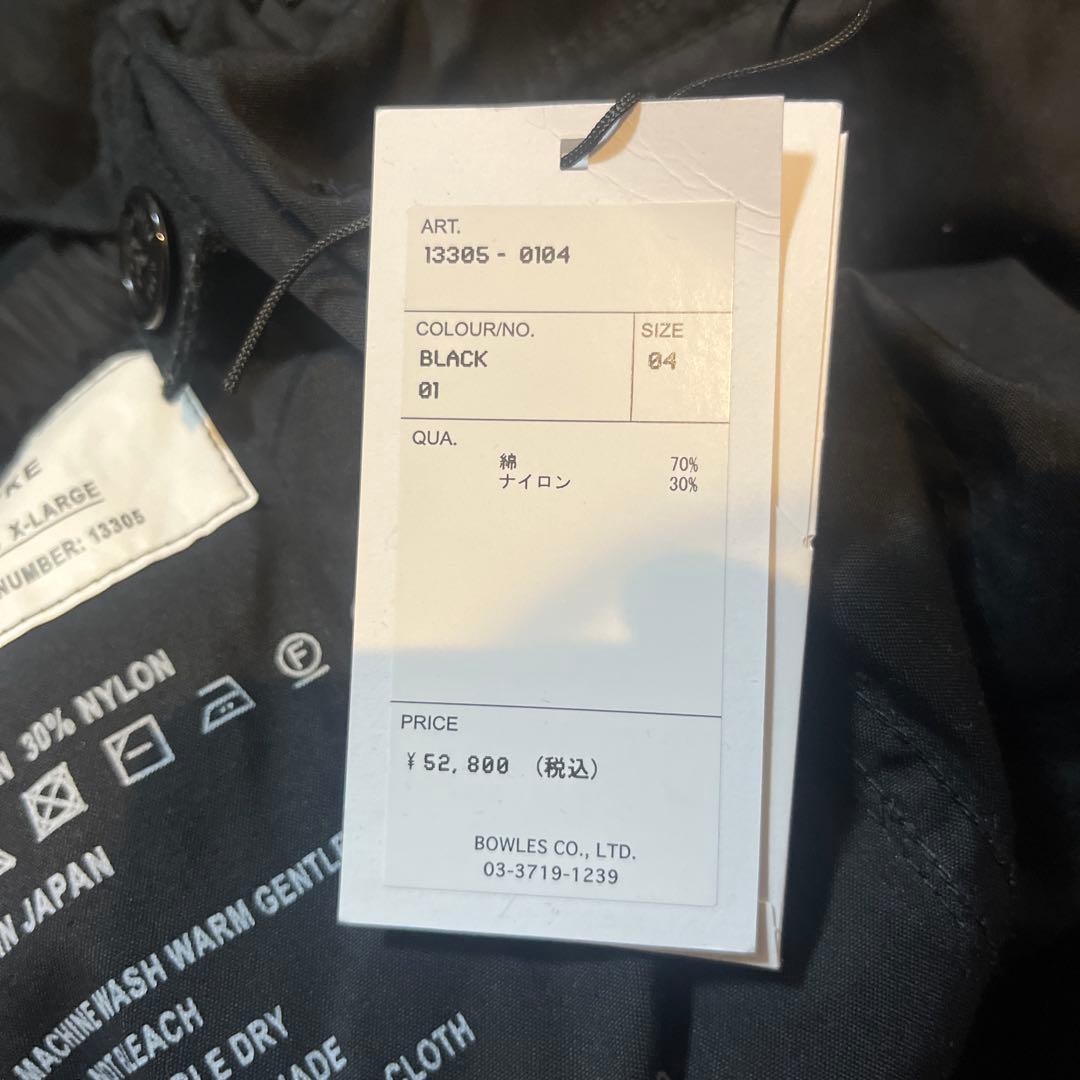 ART.
13305 - 0104
COLOUR/NO.
BLACK
01
SIZE
04
QUA.
綿 70%
ナイロン 30%
PRICE
¥52,800 (税込)
BOWLES CO., LTD.
03-3719-1239
X-LARGE
NUMBER: 13305
30% NYLON
F
IN JAPAN
MACHINE WASH WARM GENTLE
DRY
CLOTH